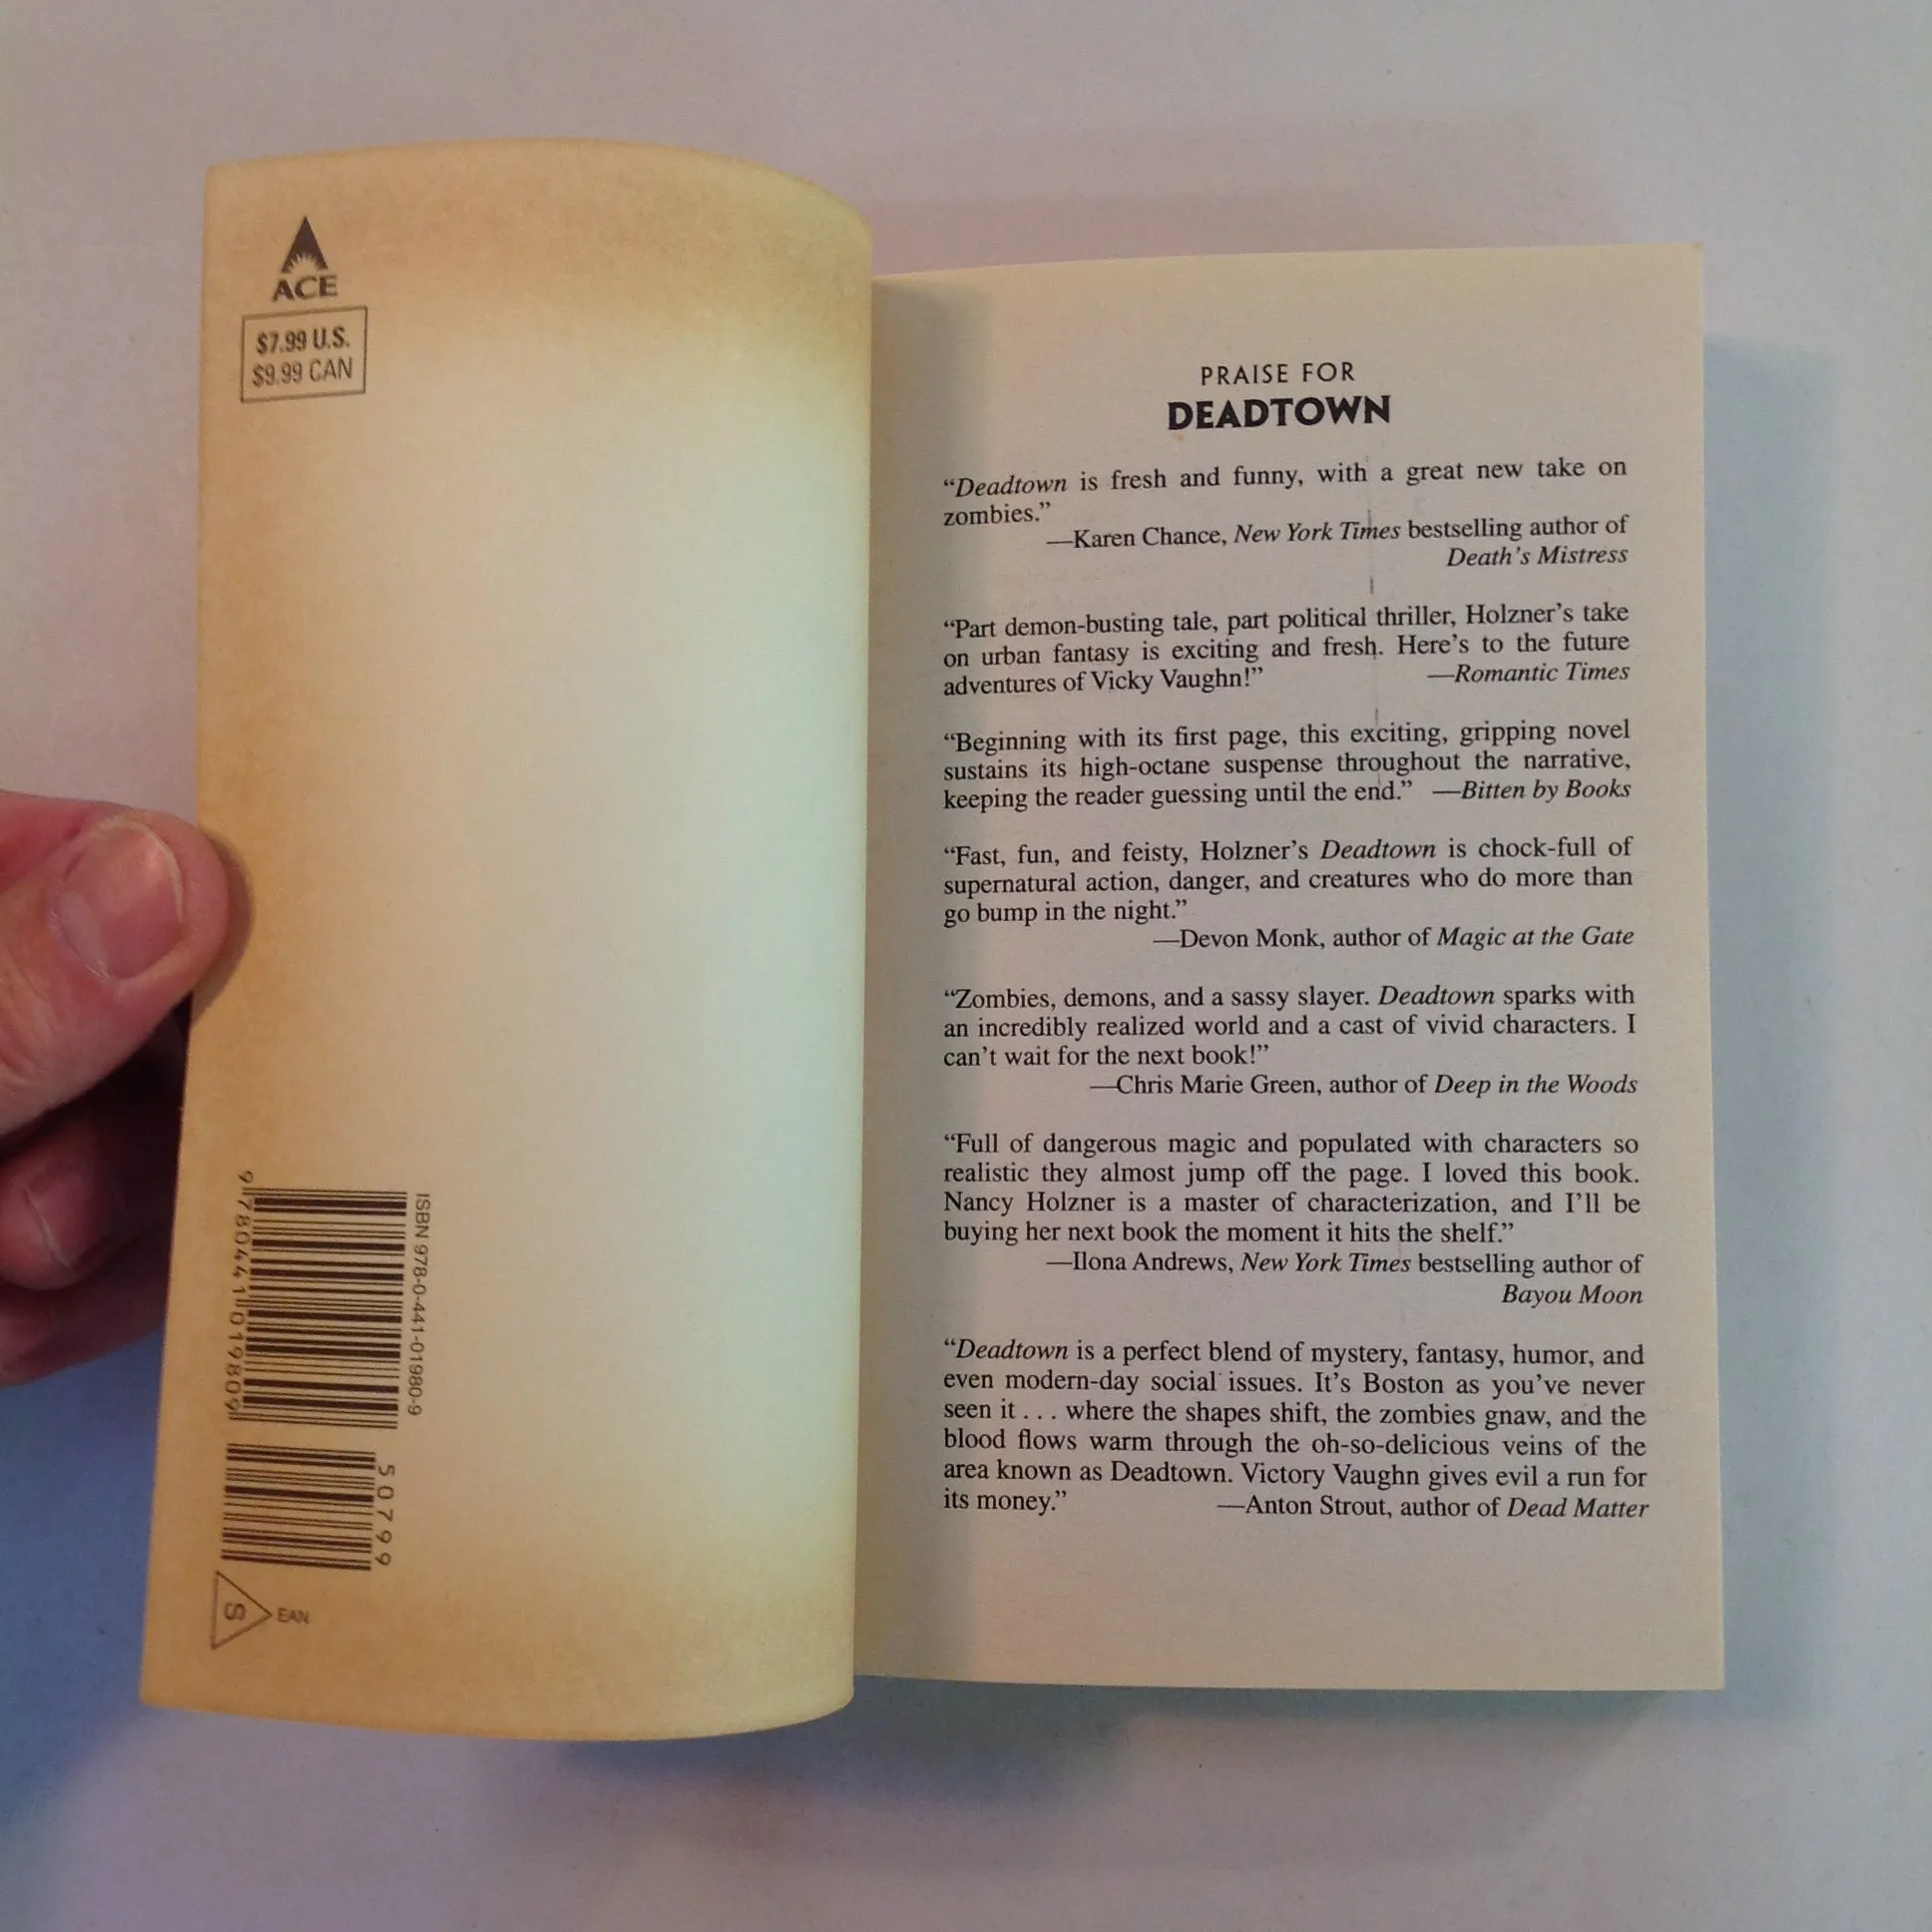 ACE
$7.99 U.S.
$9.99 CAN
ISBN 978-0-441-01980-9
9 780441 019809
50799
S
EAN
PRAISE FOR
DEADTOWN
“Deadtown is fresh and funny, with a great new take on
zombies.”
—Karen Chance, New York Times bestselling author of
Death’s Mistress
“Part demon-busting tale, part political thriller, Holzner’s take
on urban fantasy is exciting and fresh. Here’s to the future
adventures of Vicky Vaughn!” —Romantic Times
“Beginning with its first page, this exciting, gripping novel
sustains its high-octane suspense throughout the narrative,
keeping the reader guessing until the end.” —Bitten by Books
“Fast, fun, and feisty, Holzner’s Deadtown is chock-full of
supernatural action, danger, and creatures who do more than
go bump in the night.”
—Devon Monk, author of Magic at the Gate
“Zombies, demons, and a sassy slayer. Deadtown sparks with
an incredibly realized world and a cast of vivid characters. I
can’t wait for the next book!”
—Chris Marie Green, author of Deep in the Woods
“Full of dangerous magic and populated with characters so
realistic they almost jump off the page. I loved this book.
Nancy Holzner is a master of characterization, and I’ll be
buying her next book the moment it hits the shelf.”
—Ilona Andrews, New York Times bestselling author of
Bayou Moon
“Deadtown is a perfect blend of mystery, fantasy, humor, and
even modern-day social issues. It’s Boston as you’ve never
seen it . . . where the shapes shift, the zombies gnaw, and the
blood flows warm through the oh-so-delicious veins of the
area known as Deadtown. Victory Vaughn gives evil a run for
its money.” —Anton Strout, author of Dead Matter